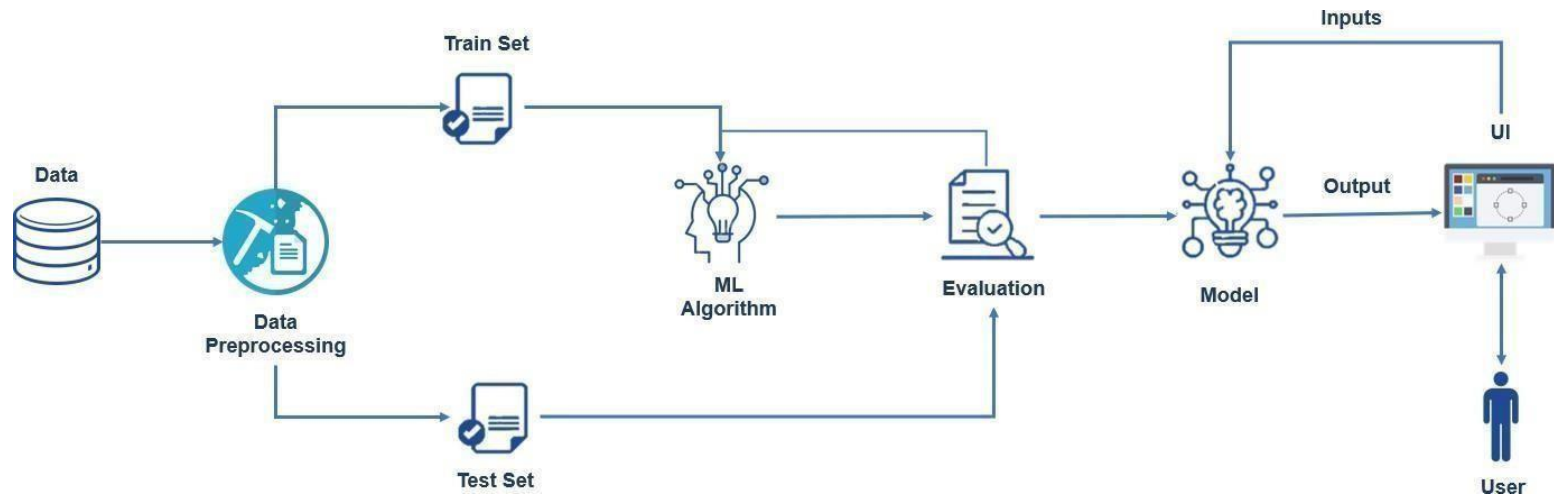 Inputs
Train Set
UI
Data
Output
ML
Algorithm
Evaluation
Model
Data
Preprocessing
Test Set
User